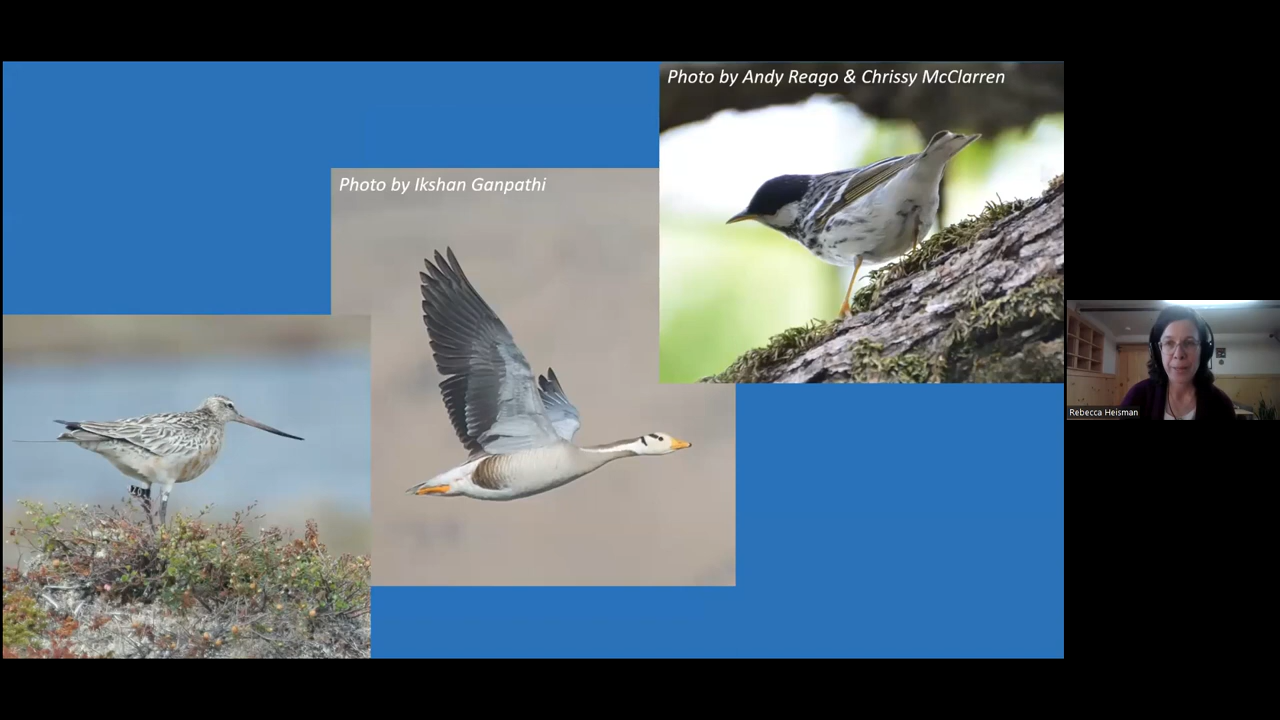 Photo by Andy Reago & Chrissy McClarren
Photo by Ikshan Ganpathi
Rebecca Heisman